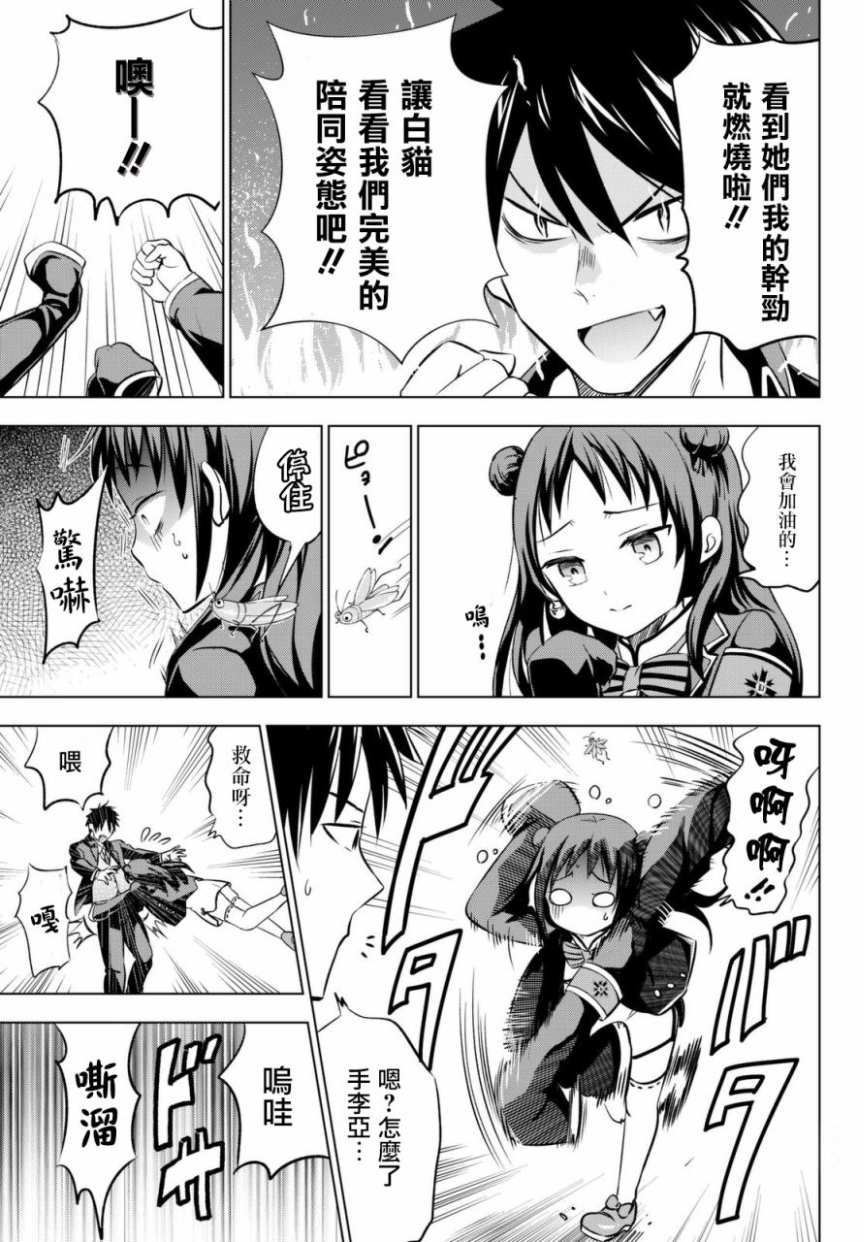 看到她們我的幹勁
就燃燒啦!!
讓白貓
看看我們完美的
陪同姿態吧!!
噢ー!!
我會加油的…
嗚…
ピョー!
停住
驚嚇
呀啊啊!!
バ
バ
タ
タ
嗯?怎麼了
手李亞…
救命呀…
喂
嘎
嗚哇
ドサ
嘶溜